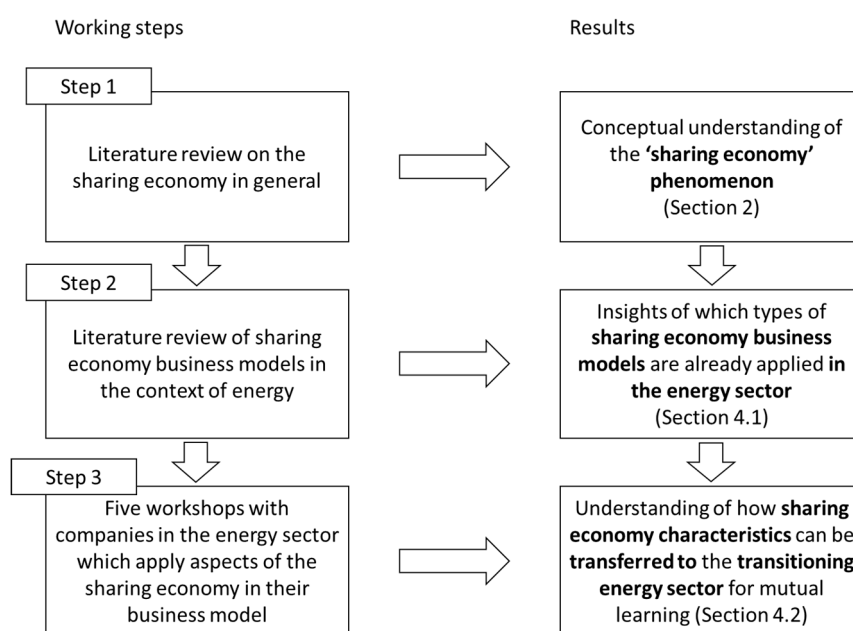 Working steps
Results
Step 1
Literature review on the
sharing economy in general
Conceptual understanding of
the ‘sharing economy’
phenomenon
(Section 2)
Step 2
Literature review of sharing
economy business models in
the context of energy
Insights of which types of
sharing economy business
models are already applied in
the energy sector
(Section 4.1)
Step 3
Five workshops with
companies in the energy sector
which apply aspects of the
sharing economy in their
business model
Understanding of how sharing
economy characteristics can be
transferred to the transitioning
energy sector for mutual
learning (Section 4.2)